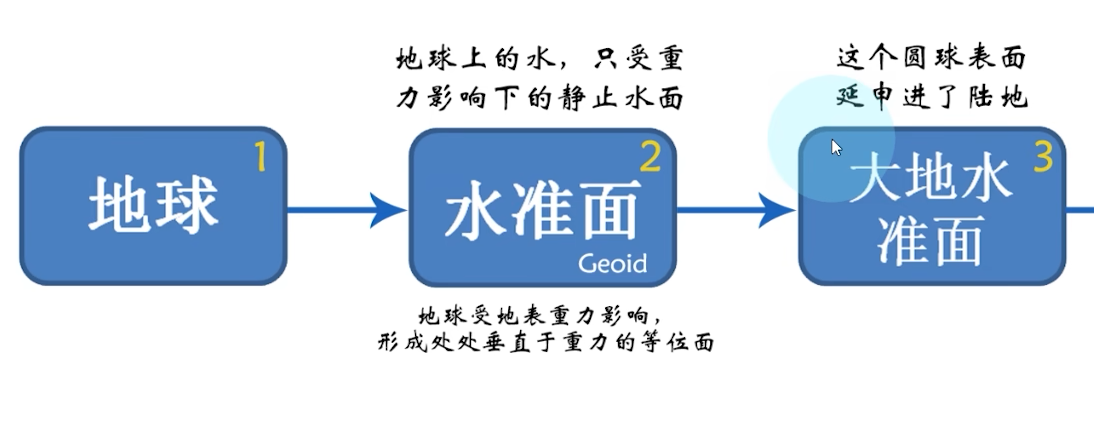 地球上的水，只受重
力影响下的静止水面
这个圆球表面
延申进了陆地
1
地球
2
水准面
Geoid
3
大地水
准面
地球受地表重力影响，
形成处处垂直于重力的等位面